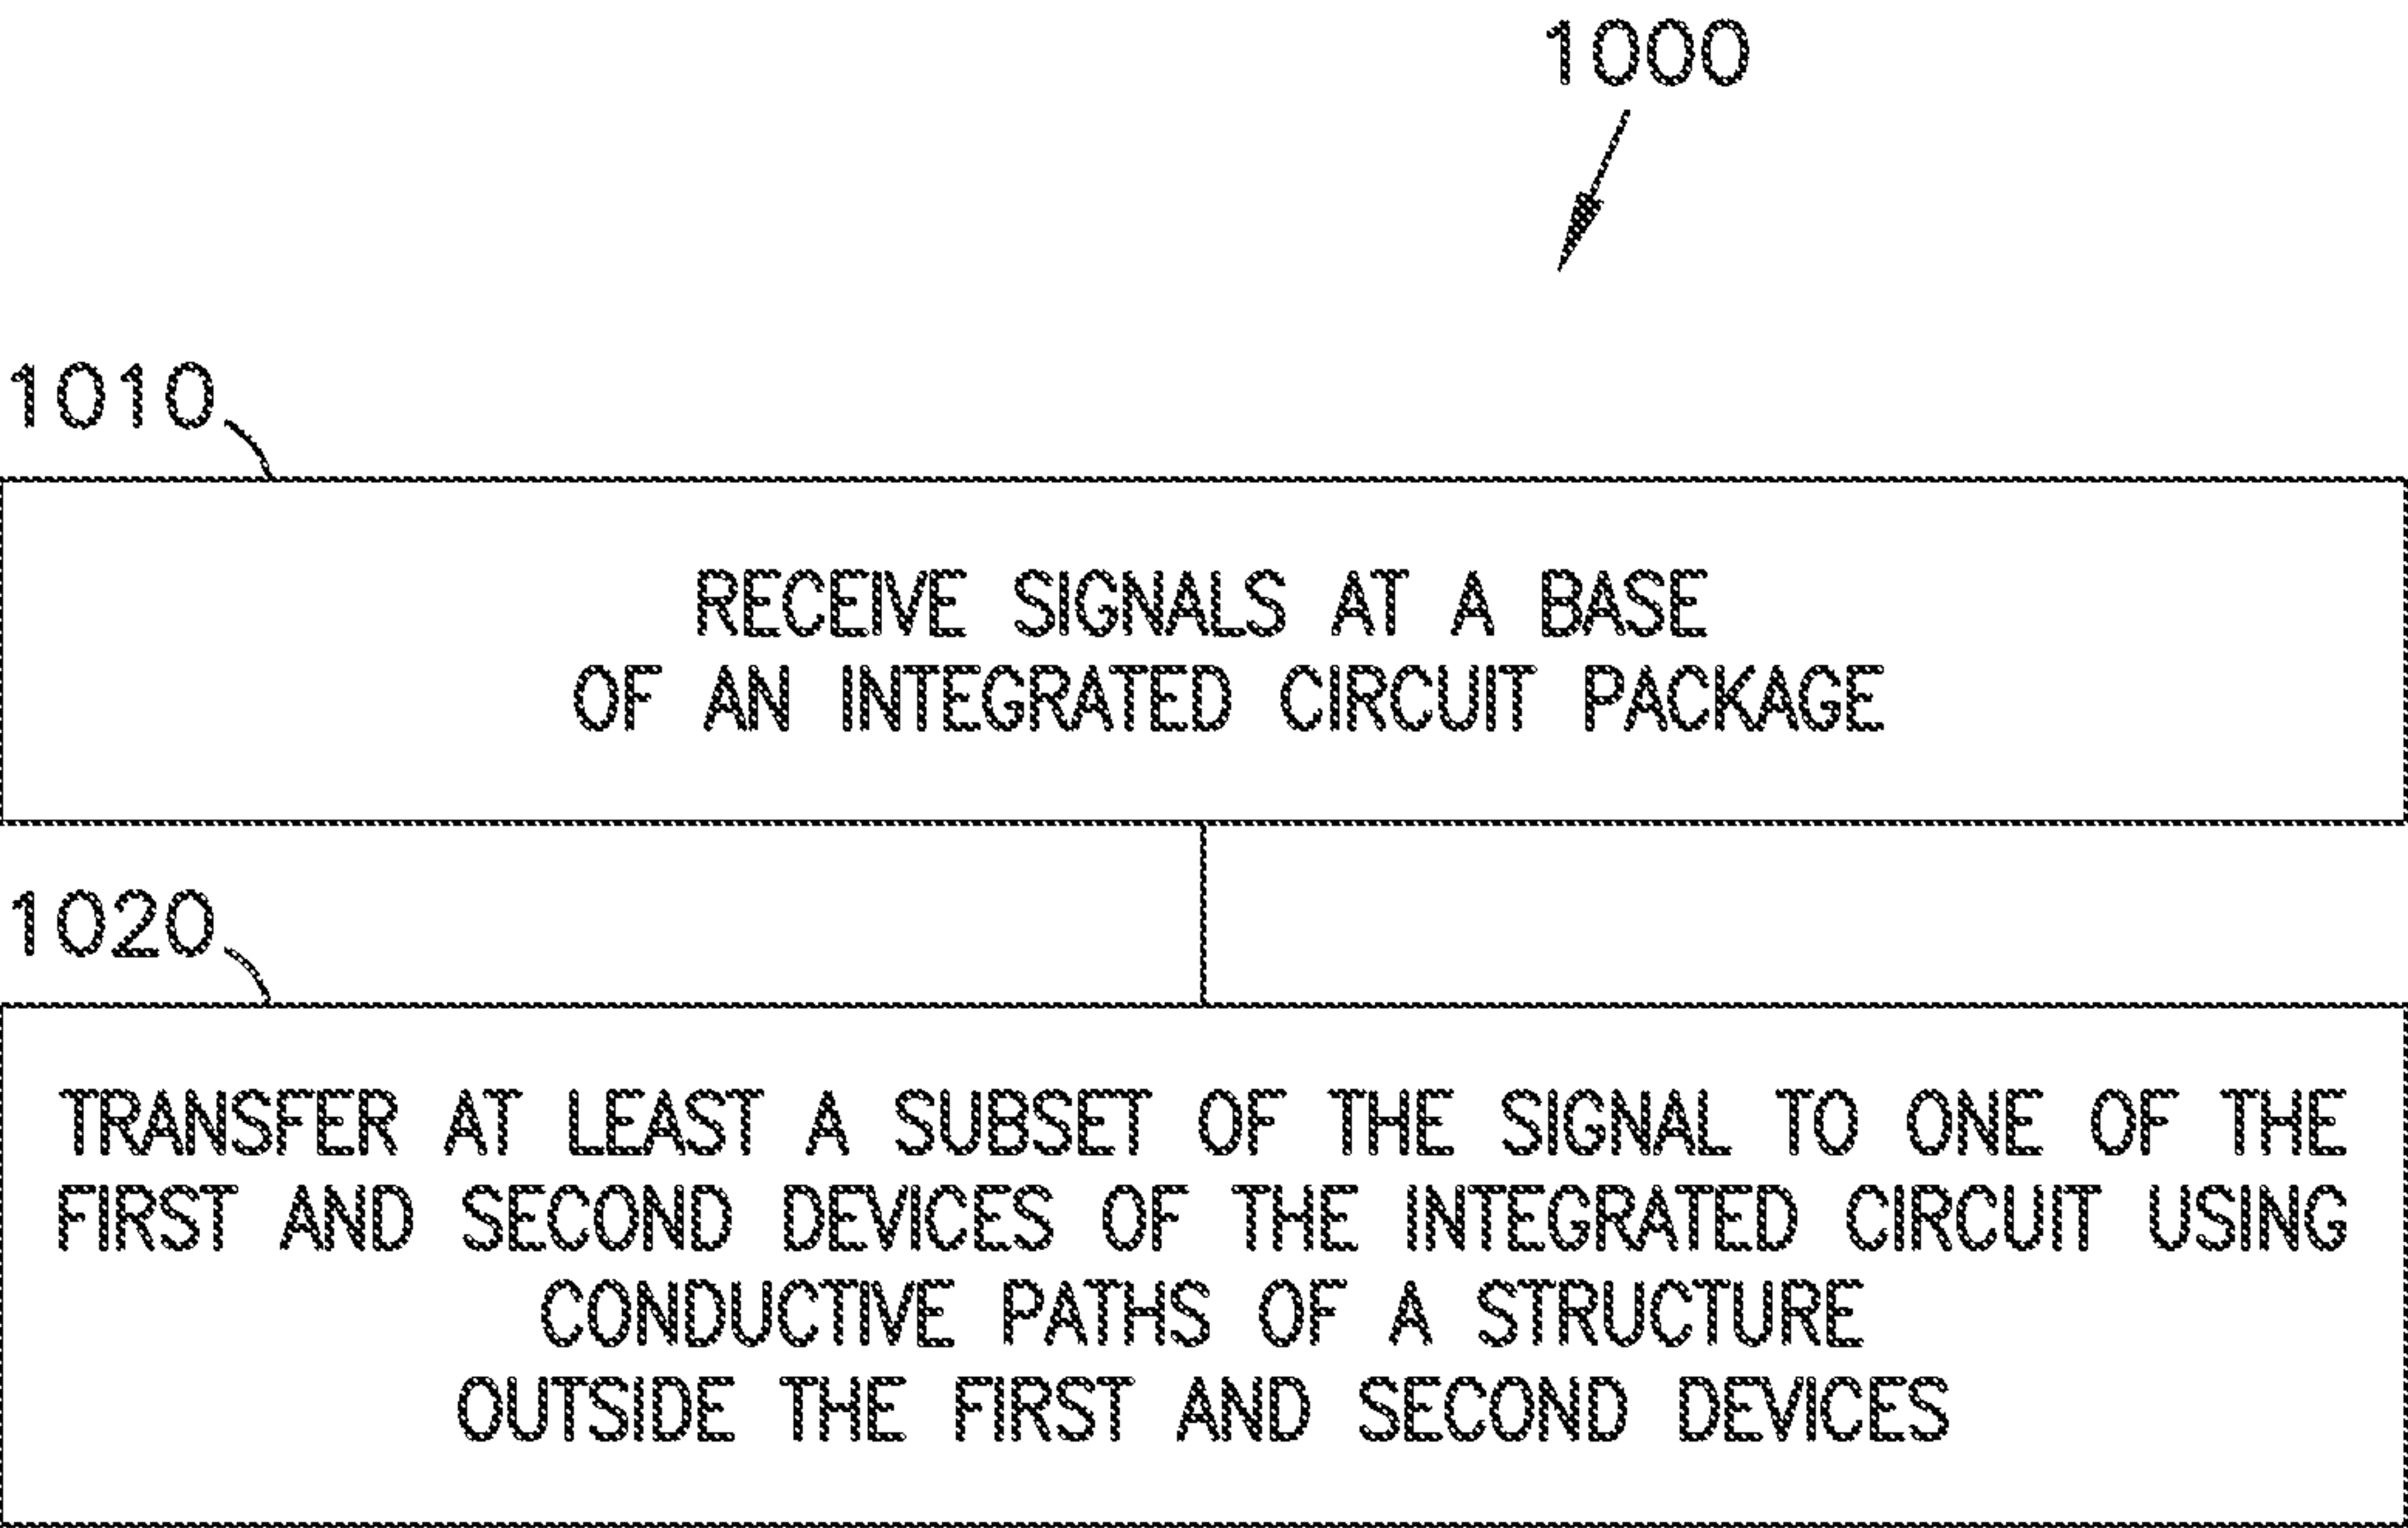 1000
1010
RECEIVE SIGNALS AT A BASE
OF AN INTEGRATED CIRCUIT PACKAGE
1020
TRANSFER AT LEAST A SUBSET OF THE SIGNAL TO ONE OF THE
FIRST AND SECOND DEVICES OF THE INTEGRATED CIRCUIT USING
CONDUCTIVE PATHS OF A STRUCTURE
OUTSIDE THE FIRST AND SECOND DEVICES